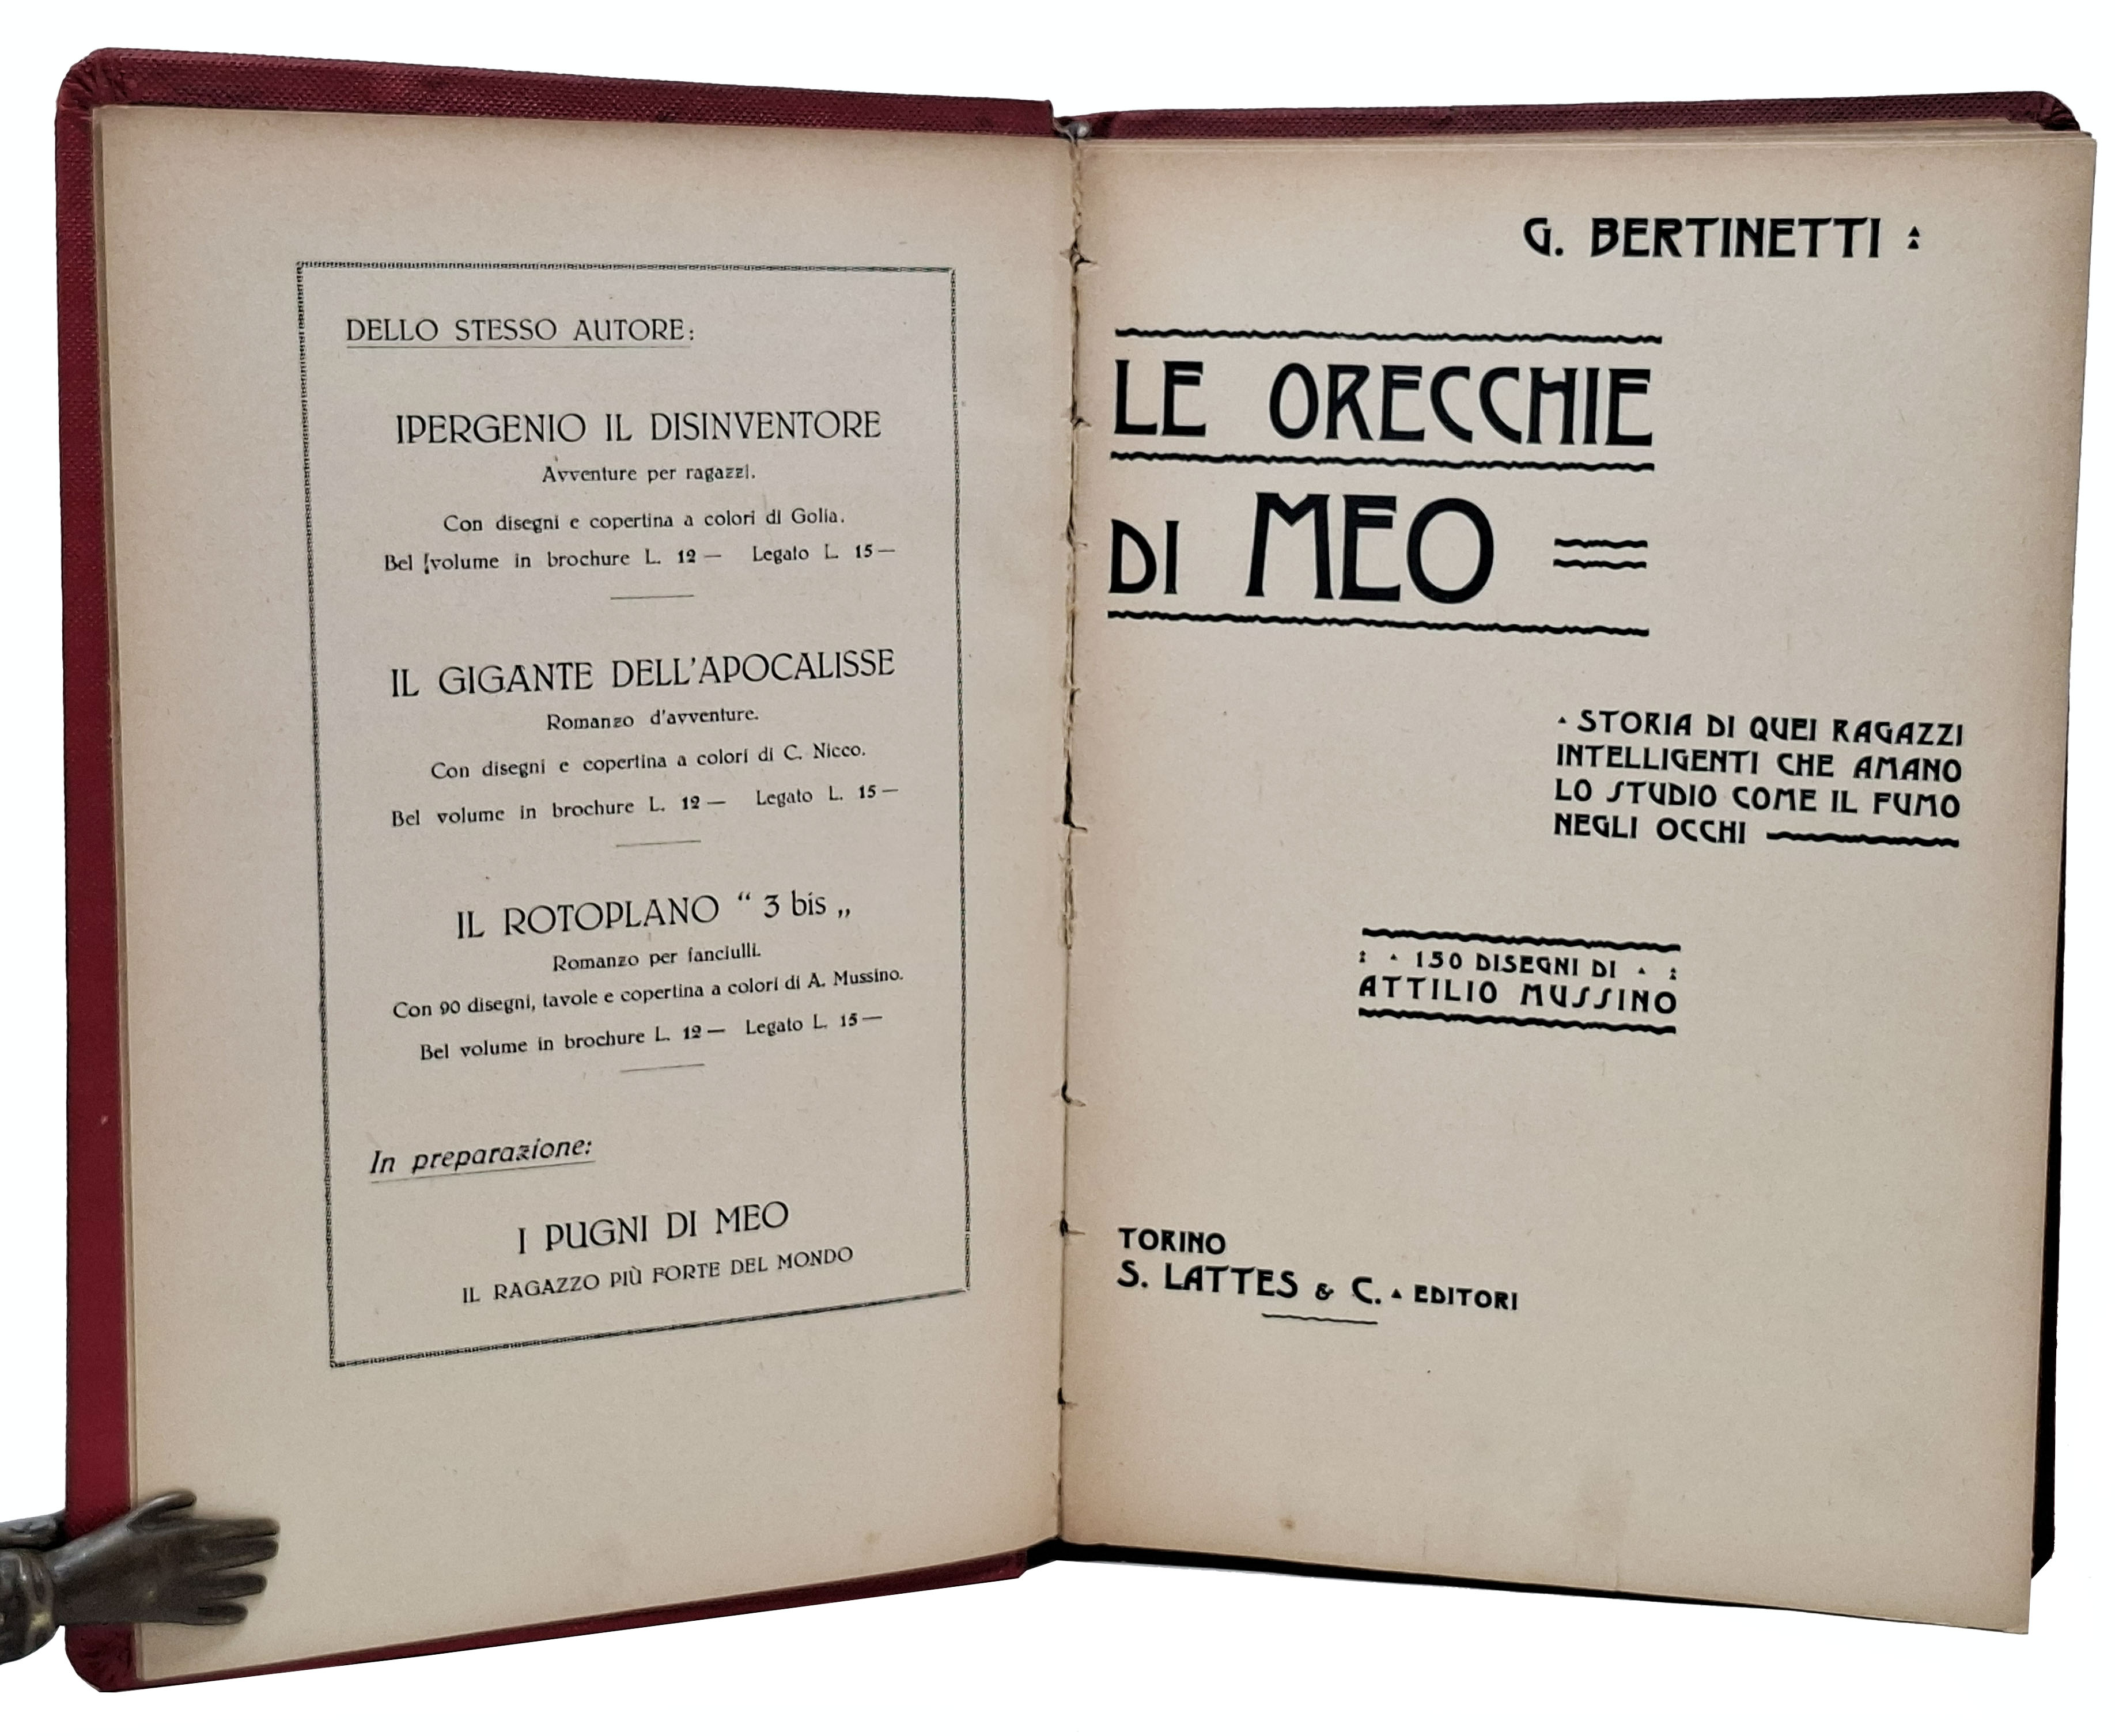 DELLO STESSO AUTORE:
IPERGENIO IL DISINVENTORE
Avventure per ragazzi.
Con disegni e copertina a colori di Golia.
Bel volume in brochure L. 12 — Legato L. 15 —
IL GIGANTE DELL'APOCALISSE
Romanzo d'avventure.
Con disegni e copertina a colori di C. Nicco.
Bel volume in brochure L. 12 — Legato L. 15 —
IL ROTOPLANO “ 3 bis „
Romanzo per fanciulli.
Con 90 disegni, tavole e copertina a colori di A. Mussino.
Bel volume in brochure L. 12 — Legato L. 15 —
In preparazione:
I PUGNI DI MEO
IL RAGAZZO PIÙ FORTE DEL MONDO
G. BERTINETTI
LE ORECCHIE
DI MEO
STORIA DI QUEI RAGAZZI
INTELLIGENTI CHE AMANO
LO STUDIO COME IL FUMO
NEGLI OCCHI
150 DISEGNI DI
ATTILIO MUSSINO
TORINO
S. LATTES & C. EDITORI